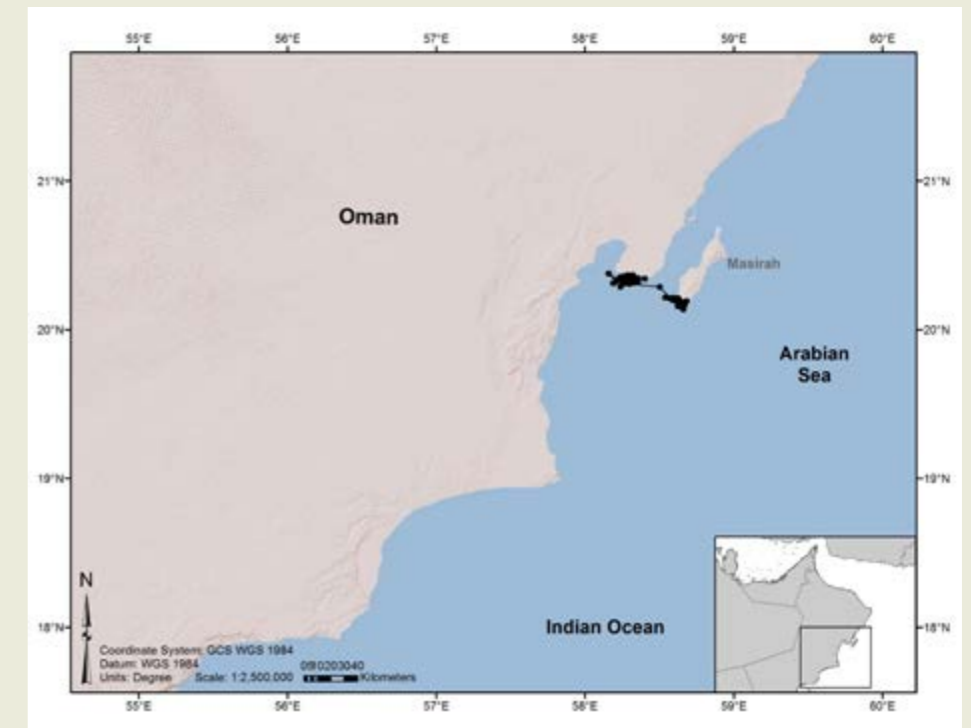 55°E 56°E 57°E 58°E 59°E 60°E
21°N 21°N
Oman
Masirah
20°N 20°N
Arabian
Sea
19°N 19°N
N
18°N Indian Ocean 18°N
Coordinate System: GCS WGS 1984
Datum: WGS 1984
Units: Degree Scale: 1:2,500,000 Kilometers
55°E 56°E 57°E 58°E 59°E 60°E